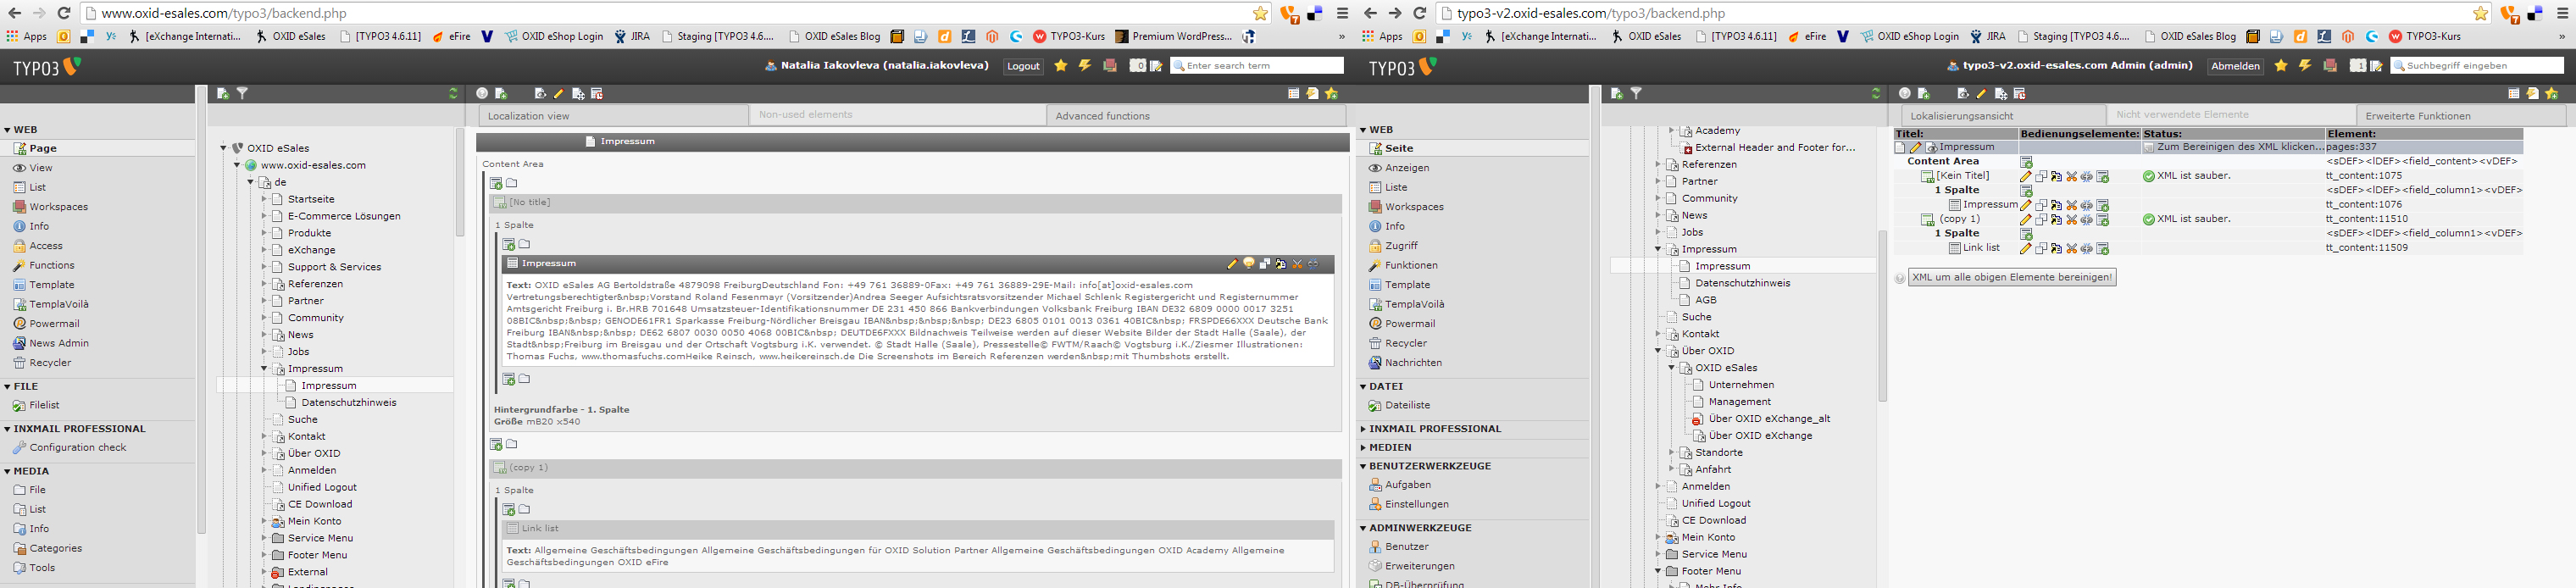 www.oxid-esales.com/typo3/backend.php
Apps
[eXchange Internati...
OXID eSales
[TYPO3 4.6.11]
eFire
OXID eShop Login
JIRA
Staging [TYPO3 4.6....
OXID eSales Blog
TYPO3-Kurs
Premium WordPress...
»
TYPO3
Natalia Iakovleva (natalia.iakovleva)
Logout
0
Enter search term
WEB
Page
View
List
Workspaces
Info
Access
Functions
Template
TemplaVoilà
Powermail
News Admin
Recycler
FILE
Filelist
INXMAIL PROFESSIONAL
Configuration check
MEDIA
File
List
Info
Categories
Tools
OXID eSales
www.oxid-esales.com
de
Startseite
E-Commerce Lösungen
Produkte
eXchange
Support & Services
Referenzen
Partner
Community
News
Jobs
Impressum
Impressum
Datenschutzhinweis
Suche
Kontakt
Über OXID
Anmelden
Unified Logout
CE Download
Mein Konto
Service Menu
Footer Menu
External
Landingpages
Localization view
Non-used elements
Advanced functions
Impressum
Content Area
[No title]
1 Spalte
Impressum
Text: OXID eSales AG Bertoldstraße 4879098 FreiburgDeutschland Fon: +49 761 36889-0Fax: +49 761 36889-29E-Mail: info[at]oxid-esales.com
Vertretungsberechtigter&nbsp;Vorstand Roland Fesenmayr (Vorsitzender)Andrea Seeger Aufsichtsratsvorsitzender Michael Schlenk Registergericht und Registernummer
Amtsgericht Freiburg i. Br.HRB 701648 Umsatzsteuer-Identifikationsnummer DE 231 450 866 Bankverbindungen Volksbank Freiburg IBAN DE32 6809 0000 0017 3251
08BIC&nbsp;&nbsp; GENODE61FR1 Sparkasse Freiburg-Nördlicher Breisgau IBAN&nbsp;&nbsp;&nbsp; DE23 6805 0101 0013 0361 40BIC&nbsp; FRSPDE66XXX Deutsche Bank
Freiburg IBAN&nbsp;&nbsp; DE62 6807 0030 0050 4068 00BIC&nbsp; DEUTDE6FXXX Bildnachweis Teilweise werden auf dieser Website Bilder der Stadt Halle (Saale), der
Stadt&nbsp;Freiburg im Breisgau und der Ortschaft Vogtsburg i.K. verwendet. © Stadt Halle (Saale), Pressestelle© FWTM/Raach© Vogtsburg i.K./Ziesmer Illustrationen:
Thomas Fuchs, www.thomasfuchs.comHeike Reinsch, www.heikereinsch.de Die Screenshots im Bereich Referenzen werden&nbsp;mit Thumbshots erstellt.
Hintergrundfarbe - 1. Spalte
Größe mB20 x540
(copy 1)
1 Spalte
Link list
Text: Allgemeine Geschäftsbedingungen Allgemeine Geschäftsbedingungen für OXID Solution Partner Allgemeine Geschäftsbedingungen OXID Academy Allgemeine
Geschäftsbedingungen OXID eFire
typo3-v2.oxid-esales.com/typo3/backend.php
Apps
[eXchange Internati...
OXID eSales
[TYPO3 4.6.11]
eFire
OXID eShop Login
JIRA
Staging [TYPO3 4.6....
OXID eSales Blog
TYPO3-Kurs
»
TYPO3
typo3-v2.oxid-esales.com Admin (admin)
Abmelden
1
Suchbegriff eingeben
WEB
Seite
Anzeigen
Liste
Workspaces
Info
Zugriff
Funktionen
Template
TemplaVoilà
Powermail
Recycler
Nachrichten
DATEI
Dateiliste
INXMAIL PROFESSIONAL
MEDIEN
BENUTZERWERKZEUGE
Aufgaben
Einstellungen
ADMINWERKZEUGE
Benutzer
Erweiterungen
DB-Überprüfung
Academy
External Header and Footer for...
Referenzen
Partner
Community
News
Jobs
Impressum
Impressum
Datenschutzhinweis
AGB
Suche
Kontakt
Über OXID
OXID eSales
Unternehmen
Management
Über OXID eXchange_alt
Über OXID eXchange
Standorte
Anfahrt
Anmelden
Unified Logout
CE Download
Mein Konto
Service Menu
Footer Menu
Mehr Info
Lokalisierungsansicht
Nicht verwendete Elemente
Erweiterte Funktionen
Titel: Bedienungselemente: Status: Element:
Impressum Zum Bereinigen des XML klicken... pages:337
Content Area <sDEF><lDEF><field_content><vDEF>
[Kein Titel] XML ist sauber. tt_content:1075
1 Spalte <sDEF><lDEF><field_column1><vDEF>
Impressum tt_content:1076
(copy 1) XML ist sauber. tt_content:11510
1 Spalte <sDEF><lDEF><field_column1><vDEF>
Link list tt_content:11509
XML um alle obigen Elemente bereinigen!